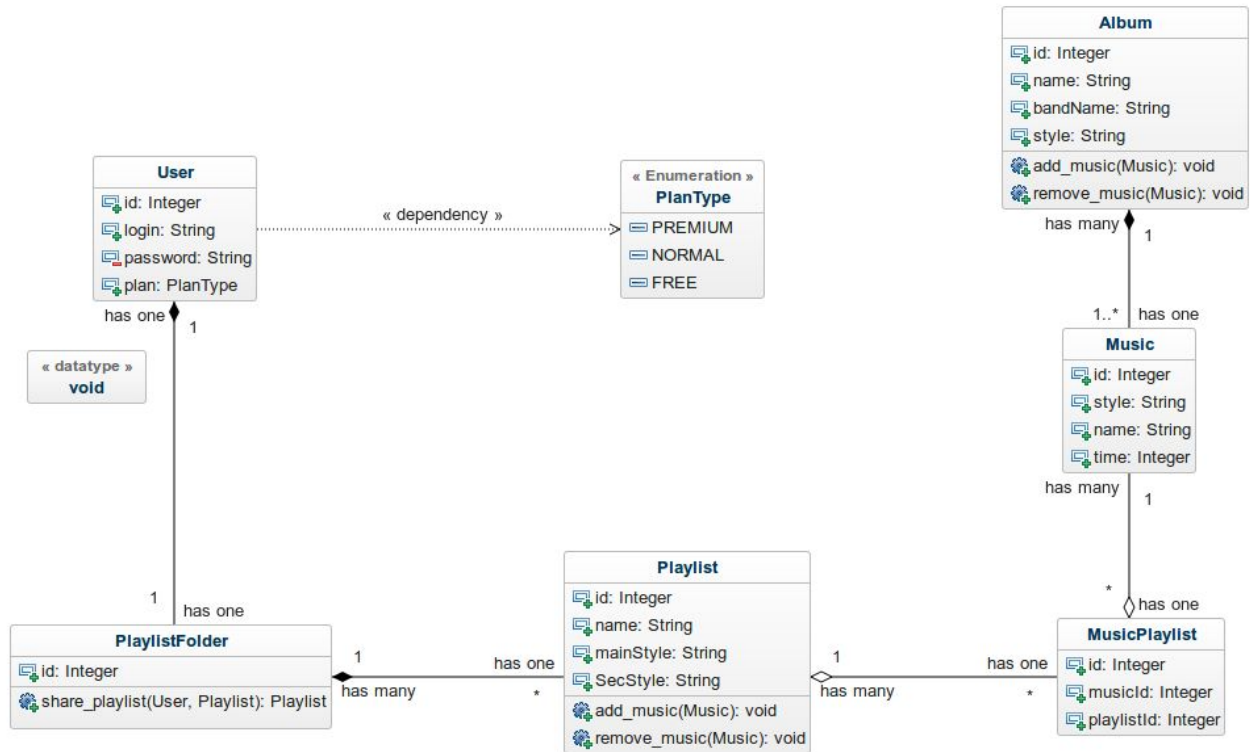 Album
id: Integer
name: String
bandName: String
style: String
add_music(Music): void
remove_music(Music): void
has many
1
User
id: Integer
login: String
password: String
plan: PlanType
has one
1
« dependency »
« Enumeration »
PlanType
PREMIUM
NORMAL
FREE
« datatype »
void
1..*
has one
Music
id: Integer
style: String
name: String
time: Integer
has many
1
1
has one
PlaylistFolder
id: Integer
share_playlist(User, Playlist): Playlist
1
has many
has one
*
Playlist
id: Integer
name: String
mainStyle: String
SecStyle: String
add_music(Music): void
remove_music(Music): void
1
has many
has one
*
*
has one
MusicPlaylist
id: Integer
musicId: Integer
playlistId: Integer